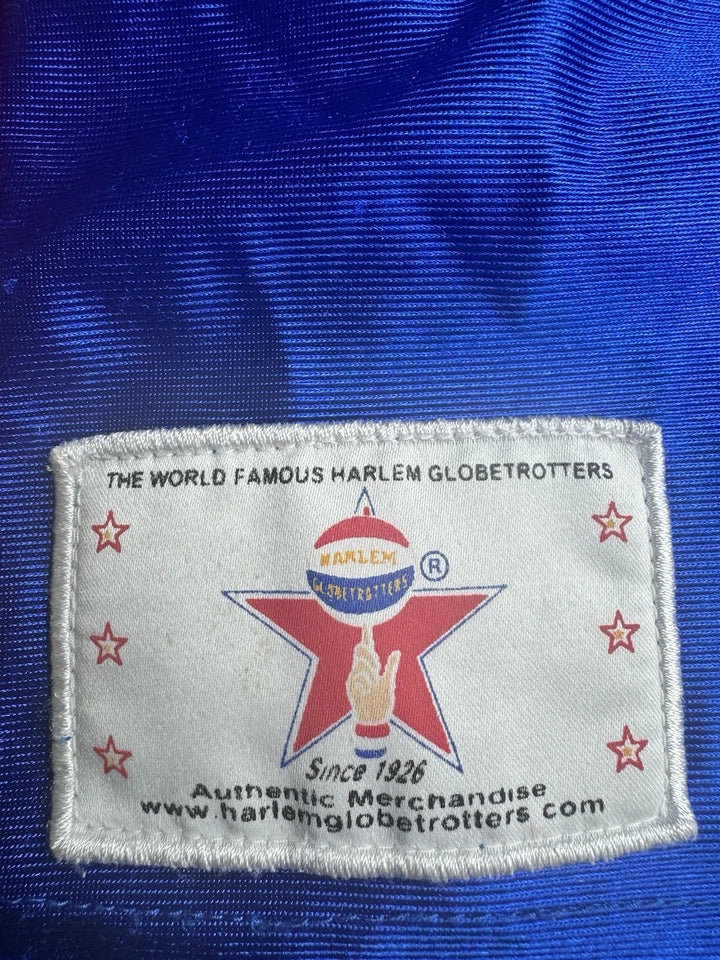 THE WORLD FAMOUS HARLEM GLOBETROTTERS
HARLEM
GLOBETROTTERS
®
Since 1926
Authentic Merchandise
www.harlemglobetrotters com